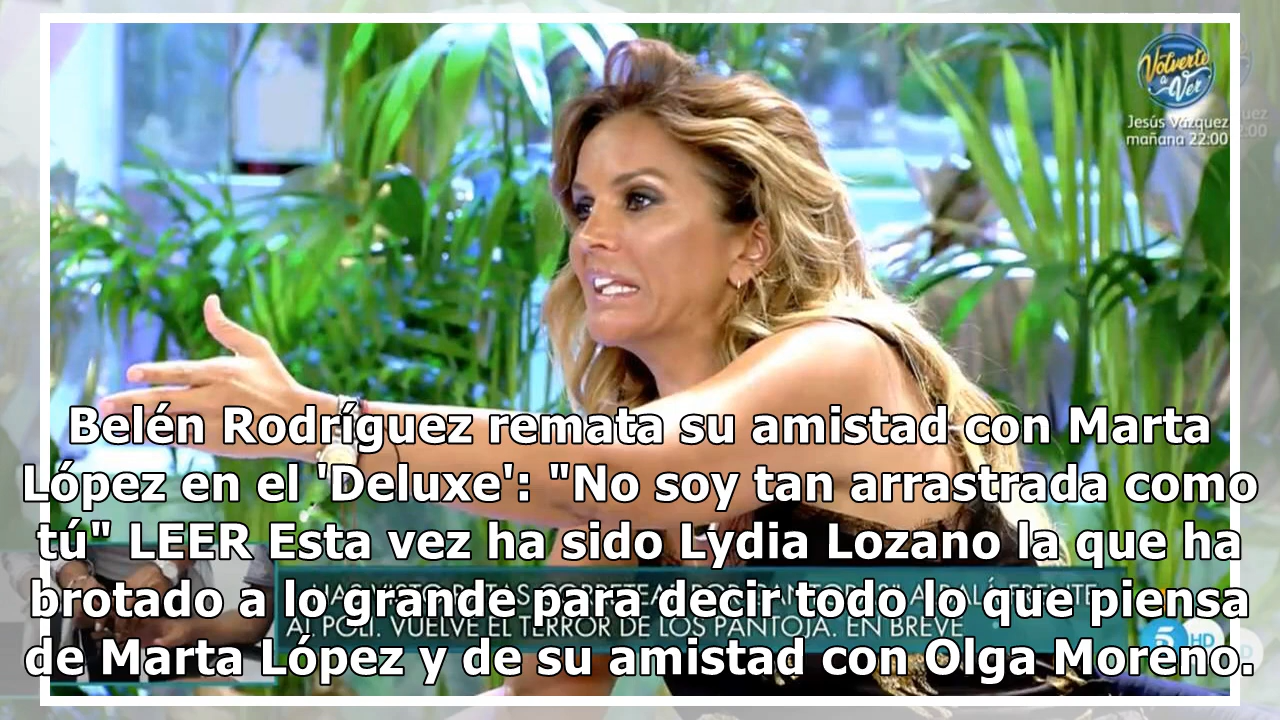 Volverte
a
Ver
Jesús Vázquez
mañana 22:00
Belén Rodríguez remata su amistad con Marta
López en el 'Deluxe': "No soy tan arrastrada como
tú" LEER Esta vez ha sido Lydia Lozano la que ha
brotado a lo grande para decir todo lo que piensa
de Marta López y de su amistad con Olga Moreno.
AL POLI. VUELVE EL TERROR DE LOS PANTOJA. EN BREVE
5 HD